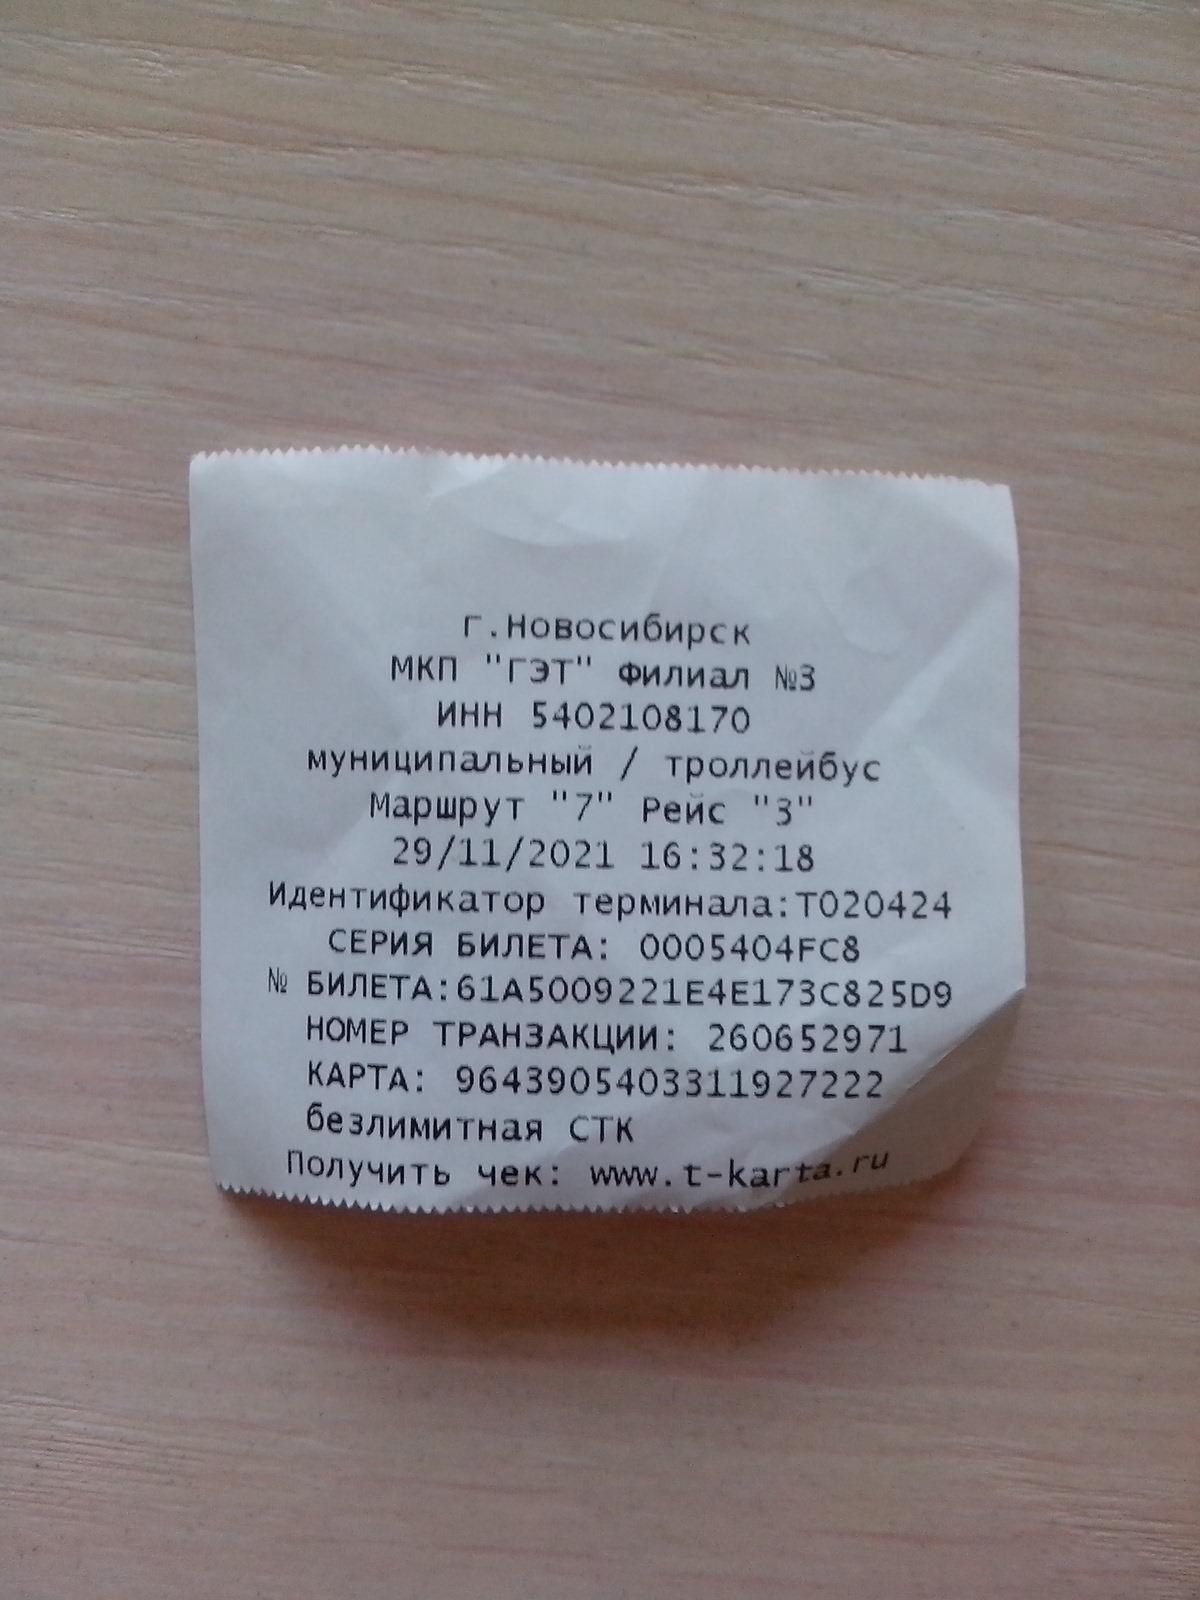 г.Новосибирск
МКП "ГЭТ" Филиал №3
ИНН 5402108170
муниципальный / троллейбус
Маршрут "7" Рейс "3"
29/11/2021 16:32:18
Идентификатор терминала:T020424
СЕРИЯ БИЛЕТА: 0005404FC8
№ БИЛЕТА:61A5009221E4E173C825D9
НОМЕР ТРАНЗАКЦИИ: 260652971
КАРТА: 9643905403311927222
безлимитная СТК
Получить чек: www.t-karta.ru